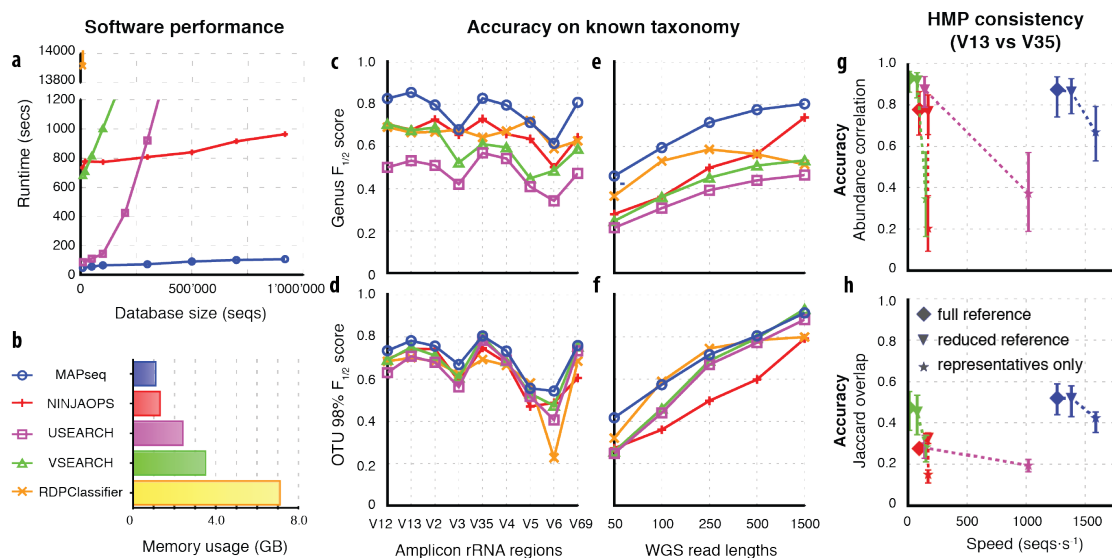 Software performance
Accuracy on known taxonomy
HMP consistency
(V13 vs V35)
a
Runtime (secs)
14000
13800
1200
1000
800
600
400
200
0
0
500'000
1'000'000
Database size (seqs)
b
MAPseq
NINJAOPS
USEARCH
VSEARCH
RDPClassifier
0
4.0
8.0
Memory usage (GB)
c
Genus F1/2 score
1.0
0.8
0.6
0.4
0.2
0
d
OTU 98% F1/2 score
1.0
0.8
0.6
0.4
0.2
0
V12
V13
V2
V3
V35
V4
V5
V6
V69
Amplicon rRNA regions
e
f
50
100
250
500
1500
WGS read lengths
g
Accuracy
Abundance correlation
1.0
0.8
0.6
0.4
0.2
0
h
full reference
reduced reference
representatives only
Accuracy
Jaccard overlap
1.0
0.8
0.6
0.4
0.2
0
0
500
1000
1500
Speed (seqs·s-1)